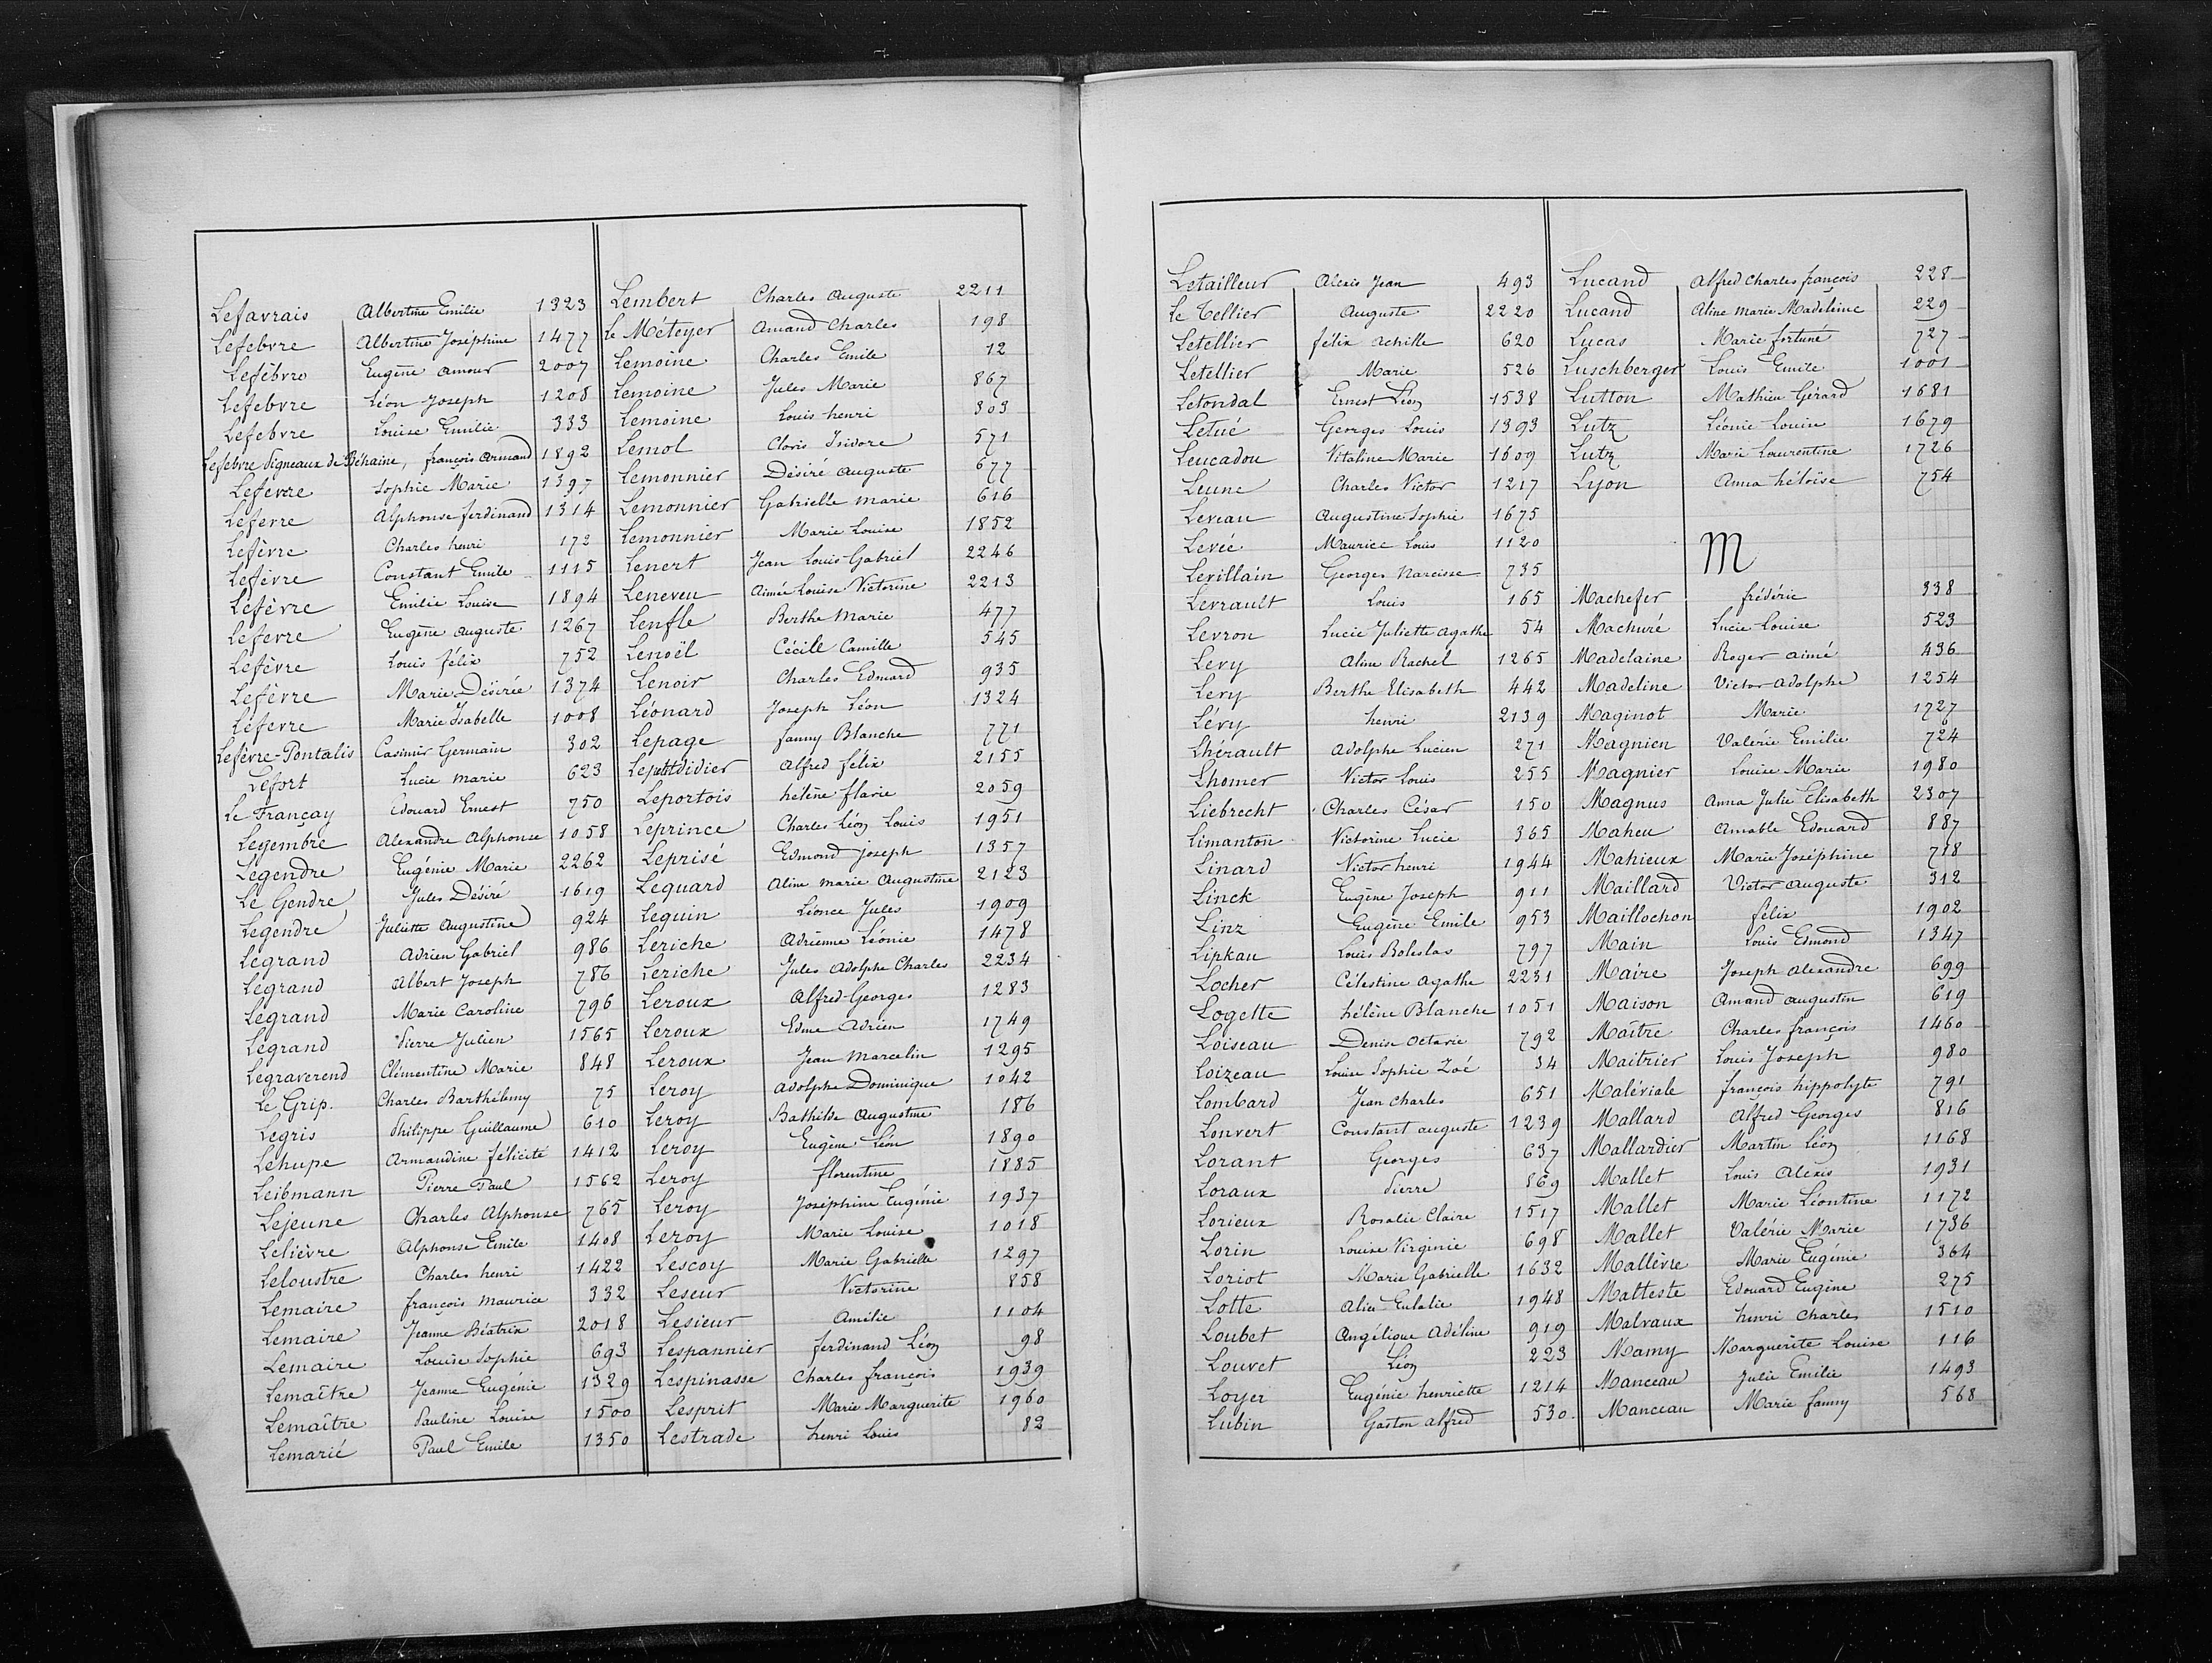 Lefavrais Albertine Emilie 1323
Lefebvre Albertine Joséphine 1477
Lefebvre Eugène Amour 2007
Lefebvre Léon Joseph 1208
Lefebvre Louise Emilie 333
Lefebvre Vigneaux de Béhaine, françois Armand 1892
Lefevre Sophie Marie 1397
Lefevre Alphonse ferdinand 1314
Lefèvre Charles henri 172
Lefèvre Constant Emile 1115
Lefèvre Emilie Louise 1894
Lefevre Eugène Auguste 1267
Lefèvre Louis félix 752
Lefèvre Marie Désirée 1374
Lefevre Marie Isabelle 1008
Lefèvre-Pontalis Casimir Germain 302
Lefort Lucie Marie 623
Le Françay Edouard Ernest 750
Legembre Alexandre Alphonse 1058
Legendre Eugénie Marie 2262
Le Gendre Jules Désiré 1619
Legendre Juliette Augustine 924
Legrand Adrien Gabriel 986
Legrand Albert Joseph 786
Legrand Marie Caroline 796
Legrand Pierre Julien 1565
Legraverend Clémentine Marie 848
Le Grip. Charles Barthélemy 75
Legris Philippe Guillaume 610
Lehupe Armandine félicité 1412
Leibmann Pierre Paul 1562
Lejeune Charles Alphonse 765
Lelièvre Alphonse Emile 1408
Leloustre Charles henri 1422
Lemaire françois Maurice 332
Lemaire Jeanne Béatrix 2018
Lemaire Louise Sophie 693
Lemaître Jeanne Eugénie 1329
Lemaître Pauline Louise 1500
Lemarié Paul Emile 1350
Lembert Charles Auguste 2211
Le Méteyer Amand Charles 198
Lemoine Charles Emile 12
Lemoine Jules Marie 867
Lemoine Louis henri 303
Lemol Clovis Isidore 571
Lemonnier Désiré Auguste 677
Lemonnier Gabrielle Marie 616
Lemonnier Marie Louise 1852
Lenert Jean Louis Gabriel 2246
Leneveu Aimée Louise Victorine 2213
Lenfle Berthe Marie 477
Lenoël Cécile Camille 545
Lenoir Charles Edmard 935
Léonard Joseph Léon 1324
Lepage fanny Blanche 771
Lepetitdidier Alfred félix 2155
Leportois hélène flavie 2059
Leprince Charles Léon Louis 1951
Leprisé Edmond Joseph 1357
Lequard Aline Marie Augustine 2123
Lequin Léonce Jules 1909
Leriche Adrienne Léonie 1478
Leriche Jules Adolphe Charles 2234
Leroux Alfred Georges 1283
Leroux Edme Adrien 1749
Leroux Jean Marcelin 1295
Leroy Adolphe Dominique 1042
Leroy Bathilde Augustine 186
Leroy Eugène Léon 1890
Leroy florentine 1885
Leroy Joséphine Eugénie 1937
Leroy Marie Louise 1018
Lescoy Marie Gabrielle 1297
Leseur Victorine 858
Lesieur Amélie 1104
Lespannier ferdinand Léon 98
Lespinasse Charles françois 1939
Lesprit Marie Marguerite 1960
Lestrade henri Louis 82
Letailleur Alexis Jean 493
Le Tellier Auguste 2220
Letellier félix Achille 620
Letellier Marie 526
Letondal Ernest Léon 1538
Letué Georges Louis 1393
Leucadou Vitaline Marie 1609
Leune Charles Victor 1217
Leveau Augustine Sophie 1675
Levée Maurice Louis 1120
Levillain Georges Narcisse 735
Levrault Louis 165
Levron Lucie Juliette Agathe 54
Levy Aline Rachel 1265
Levy Berthe Elisabeth 442
Lévy henri 2139
Lhérault Adolphe Lucien 271
Lhomer Victor Louis 255
Liebrecht Charles César 150
Limanton Victorine Lucie 365
Linard Victor henri 1944
Linck Eugène Joseph 911
Linz Eugène Emile 953
Lipkau Louis Boleslas 797
Locher Célestine Agathe 2231
Logette hélène Blanche 1051
Loiseau Denise Octavie 792
Loizeau Louise Sophie Zoé 34
Lombard Jean Charles 651
Lonvert Constant Auguste 1239
Lorant Georges 637
Loraux Pierre 869
Lorieux Rosalie Claire 1517
Lorin Louise Virginie 698
Loriot Marie Gabrielle 1632
Lotte Alice Eulalie 1948
Loubet Angélique Adéline 919
Louvet Léon 223
Loyer Eugénie henriette 1214
Lubin Gaston Alfred 530.
Lucand Alfred Charles françois 228
Lucand Aline Marie Madeleine 229
Lucas Marie fortuné 727
Luschberger Louis Emile 1001
Lutton Mathieu Gérard 1681
Lutz Léonie Louise 1679
Lutz Marie Laurentine 1726
Lyon Anna héloïse 754
M
Machefer frédéric 338
Machuré Lucie Louise 523
Madelaine Roger Aimé 436
Madeline Victor Adolphe 1254
Maginot Marie 1727
Magnien Valérie Emilie 724
Magnier Louise Marie 1980
Magnus Anna Julie Elisabeth 2307
Maheu Amable Edouard 887
Mahieux Marie Joséphine 718
Maillard Victor Auguste 312
Maillochon félix 1902
Main Louis Edmond 1347
Maire Joseph Alexandre 699
Maison Amand Augustin 619
Maître Charles françois 1460
Maitrier Louis Joseph 980
Maléviale françois hippolyte 791
Mallard Alfred Georges 816
Mallardier Martin Léon 1168
Mallet Louis Alexis 1931
Mallet Marie Léontine 1172
Mallet Valérie Marie 1736
Mallèvre Marie Eugénie 364
Malteste Edouard Eugène 275
Malvaux henri Charles 1510
Mamy Marguerite Louise 116
Manceau Julie Emilie 1493
Manceau Marie fanny 568